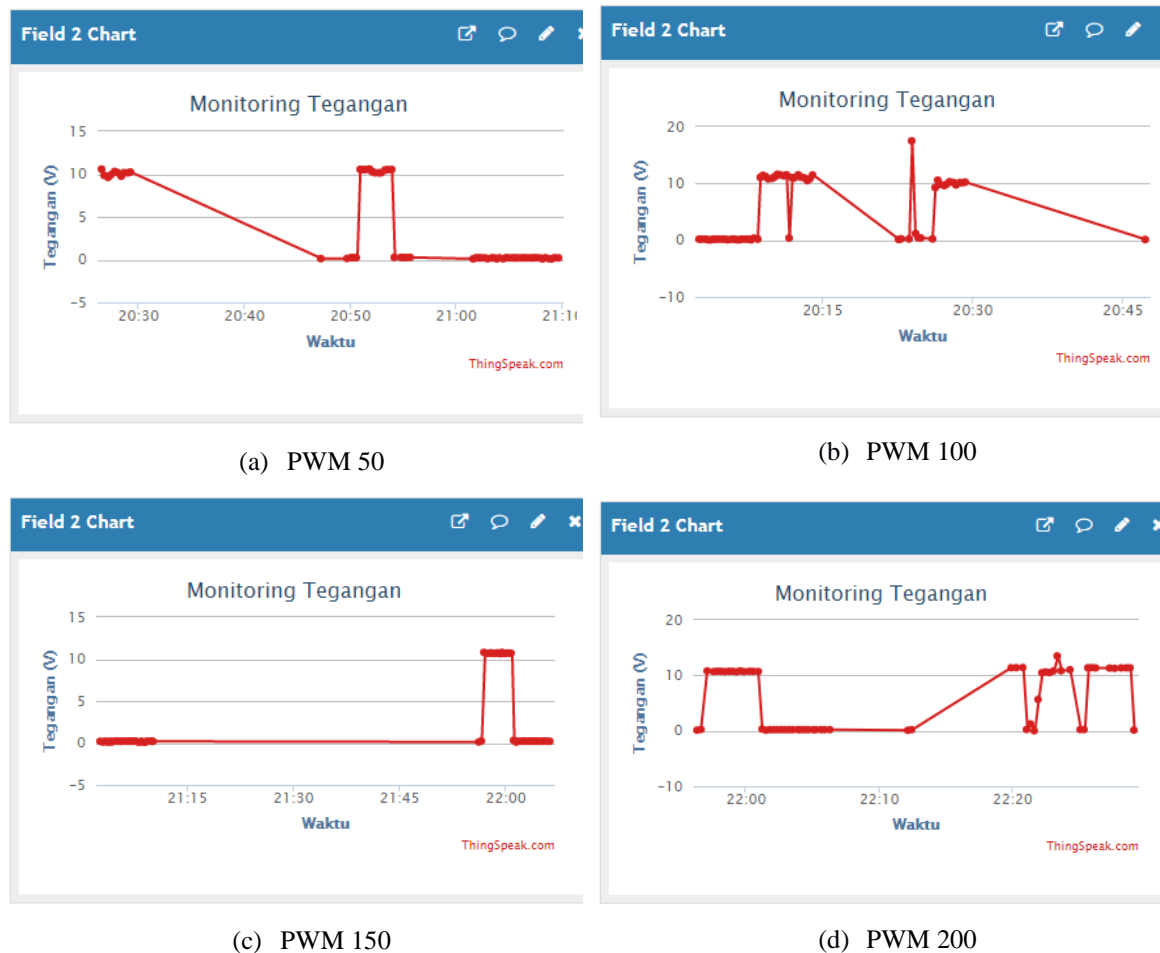 Field 2 Chart
Monitoring Tegangan
Tegangan (V)
15
10
5
0
-5
20:30 20:40 20:50 21:00 21:10
Waktu
ThingSpeak.com
(a) PWM 50
Field 2 Chart
Monitoring Tegangan
Tegangan (V)
20
10
0
-10
20:15 20:30 20:45
Waktu
ThingSpeak.com
(b) PWM 100
Field 2 Chart
Monitoring Tegangan
Tegangan (V)
15
10
5
0
-5
21:15 21:30 21:45 22:00
Waktu
ThingSpeak.com
(c) PWM 150
Field 2 Chart
Monitoring Tegangan
Tegangan (V)
20
10
0
-10
22:00 22:10 22:20
Waktu
ThingSpeak.com
(d) PWM 200